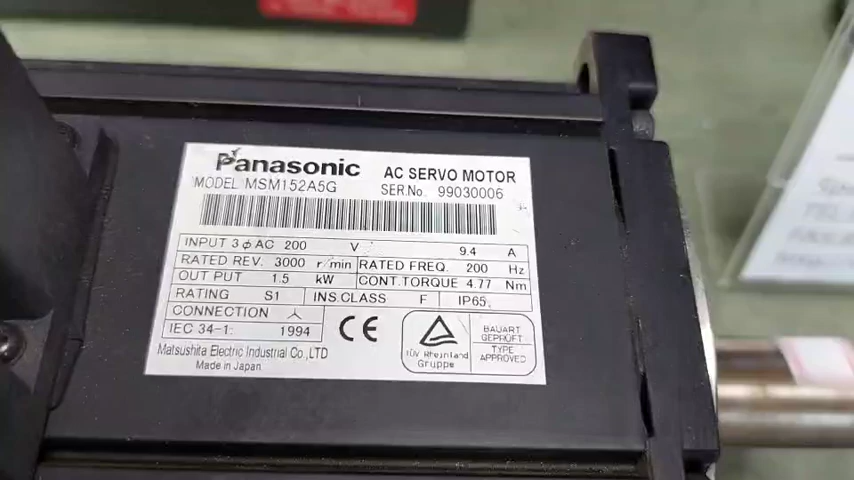 Panasonic AC SERVO MOTOR
MODEL MSM152A5G SER.No. 99030006
INPUT 3 φ AC 200 V 9.4 A
RATED REV. 3000 r/min RATED FREQ. 200 Hz
OUT PUT 1.5 kW CONT.TORQUE 4.77 Nm
RATING S1 INS.CLASS F IP65
CONNECTION
IEC 34-1: 1994
CE
TÜV Rheinland
Gruppe
BAUART
GEPRÜFT
TYPE
APPROVED
Matsushita Electric Industrial Co.,LTD
Made in Japan